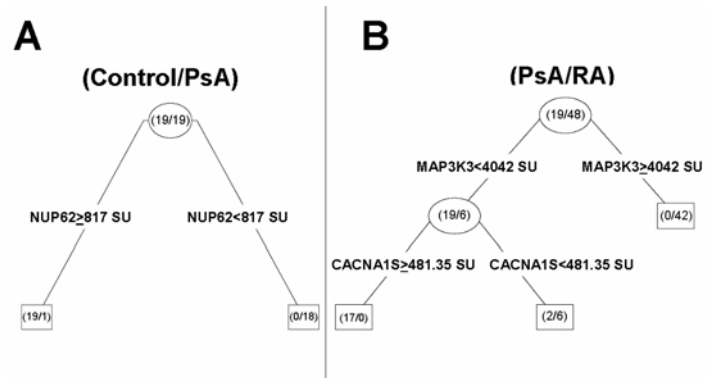 A
(Control/PsA)
(19/19)
NUP62≥817 SU
NUP62<817 SU
(19/1)
(0/18)
B
(PsA/RA)
(19/48)
MAP3K3<4042 SU
MAP3K3≥4042 SU
(19/6)
(0/42)
CACNA1S≥481.35 SU
CACNA1S<481.35 SU
(17/0)
(2/6)